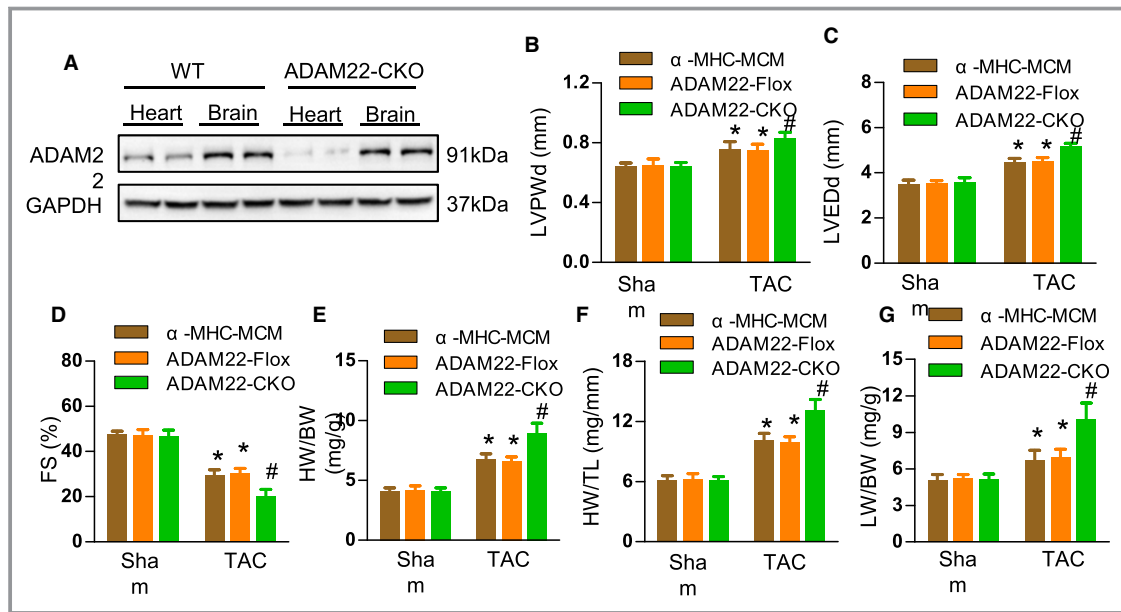 A
WT
ADAM22-CKO
Heart
Brain
Heart
Brain
ADAM2
2
91kDa
GAPDH
37kDa
B
α -MHC-MCM
ADAM22-Flox
ADAM22-CKO
LVPWd (mm)
1.2
0.8
0.4
0.0
* * #
Sha
m
TAC
C
α -MHC-MCM
ADAM22-Flox
ADAM22-CKO
LVEDd (mm)
8
6
4
2
0
* * #
Sha
m
TAC
D
α -MHC-MCM
ADAM22-Flox
ADAM22-CKO
FS (%)
80
60
40
20
0
* * #
Sha
m
TAC
E
α -MHC-MCM
ADAM22-Flox
ADAM22-CKO
HW/BW
(mg/g)
15
10
5
0
* * #
Sha
m
TAC
F
α -MHC-MCM
ADAM22-Flox
ADAM22-CKO
HW/TL (mg/mm)
18
12
6
0
* * #
Sha
m
TAC
G
α -MHC-MCM
ADAM22-Flox
ADAM22-CKO
LW/BW (mg/g)
15
12
9
6
3
0
* * #
Sha
m
TAC